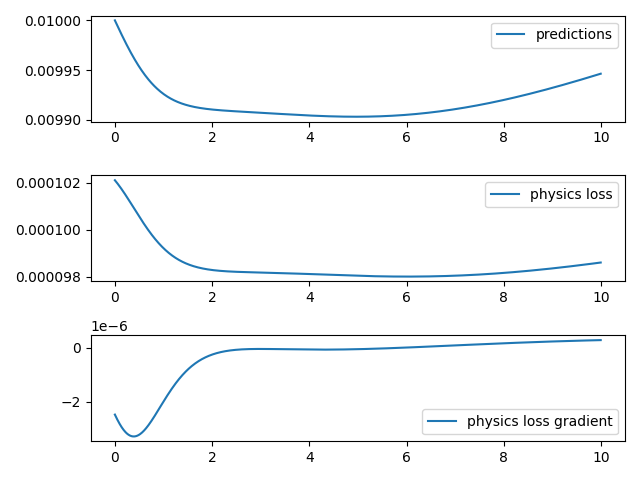 0.01000
0.00995
0.00990
predictions
0 2 4 6 8 10
0.000102
0.000100
0.000098
physics loss
0 2 4 6 8 10
1e−6
0
−2
physics loss gradient
0 2 4 6 8 10